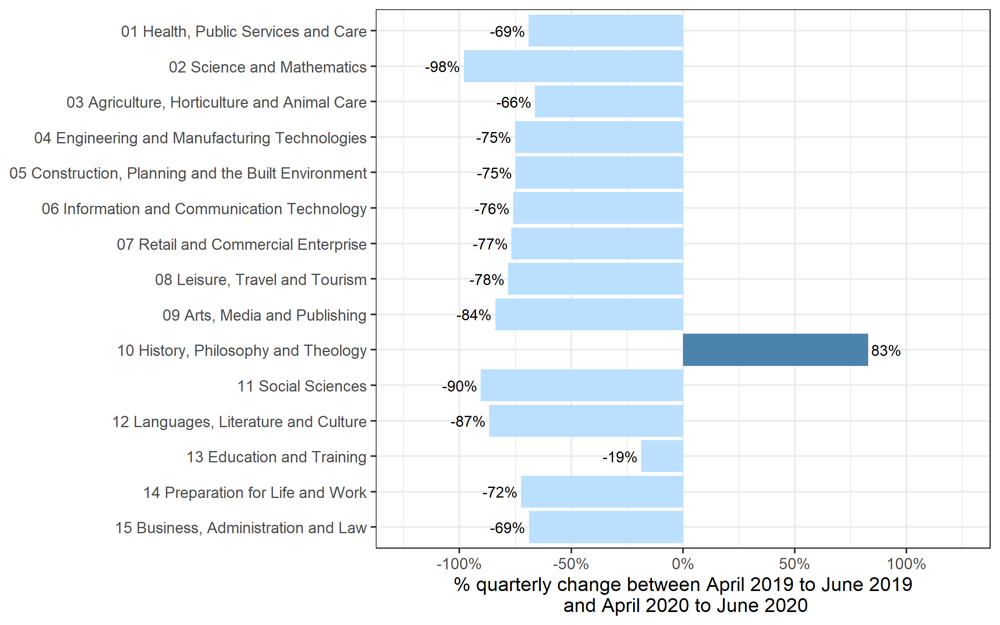 01 Health, Public Services and Care
-69%
02 Science and Mathematics
-98%
03 Agriculture, Horticulture and Animal Care
-66%
04 Engineering and Manufacturing Technologies
-75%
05 Construction, Planning and the Built Environment
-75%
06 Information and Communication Technology
-76%
07 Retail and Commercial Enterprise
-77%
08 Leisure, Travel and Tourism
-78%
09 Arts, Media and Publishing
-84%
10 History, Philosophy and Theology
83%
11 Social Sciences
-90%
12 Languages, Literature and Culture
-87%
13 Education and Training
-19%
14 Preparation for Life and Work
-72%
15 Business, Administration and Law
-69%
-100% -50% 0% 50% 100%
% quarterly change between April 2019 to June 2019
and April 2020 to June 2020